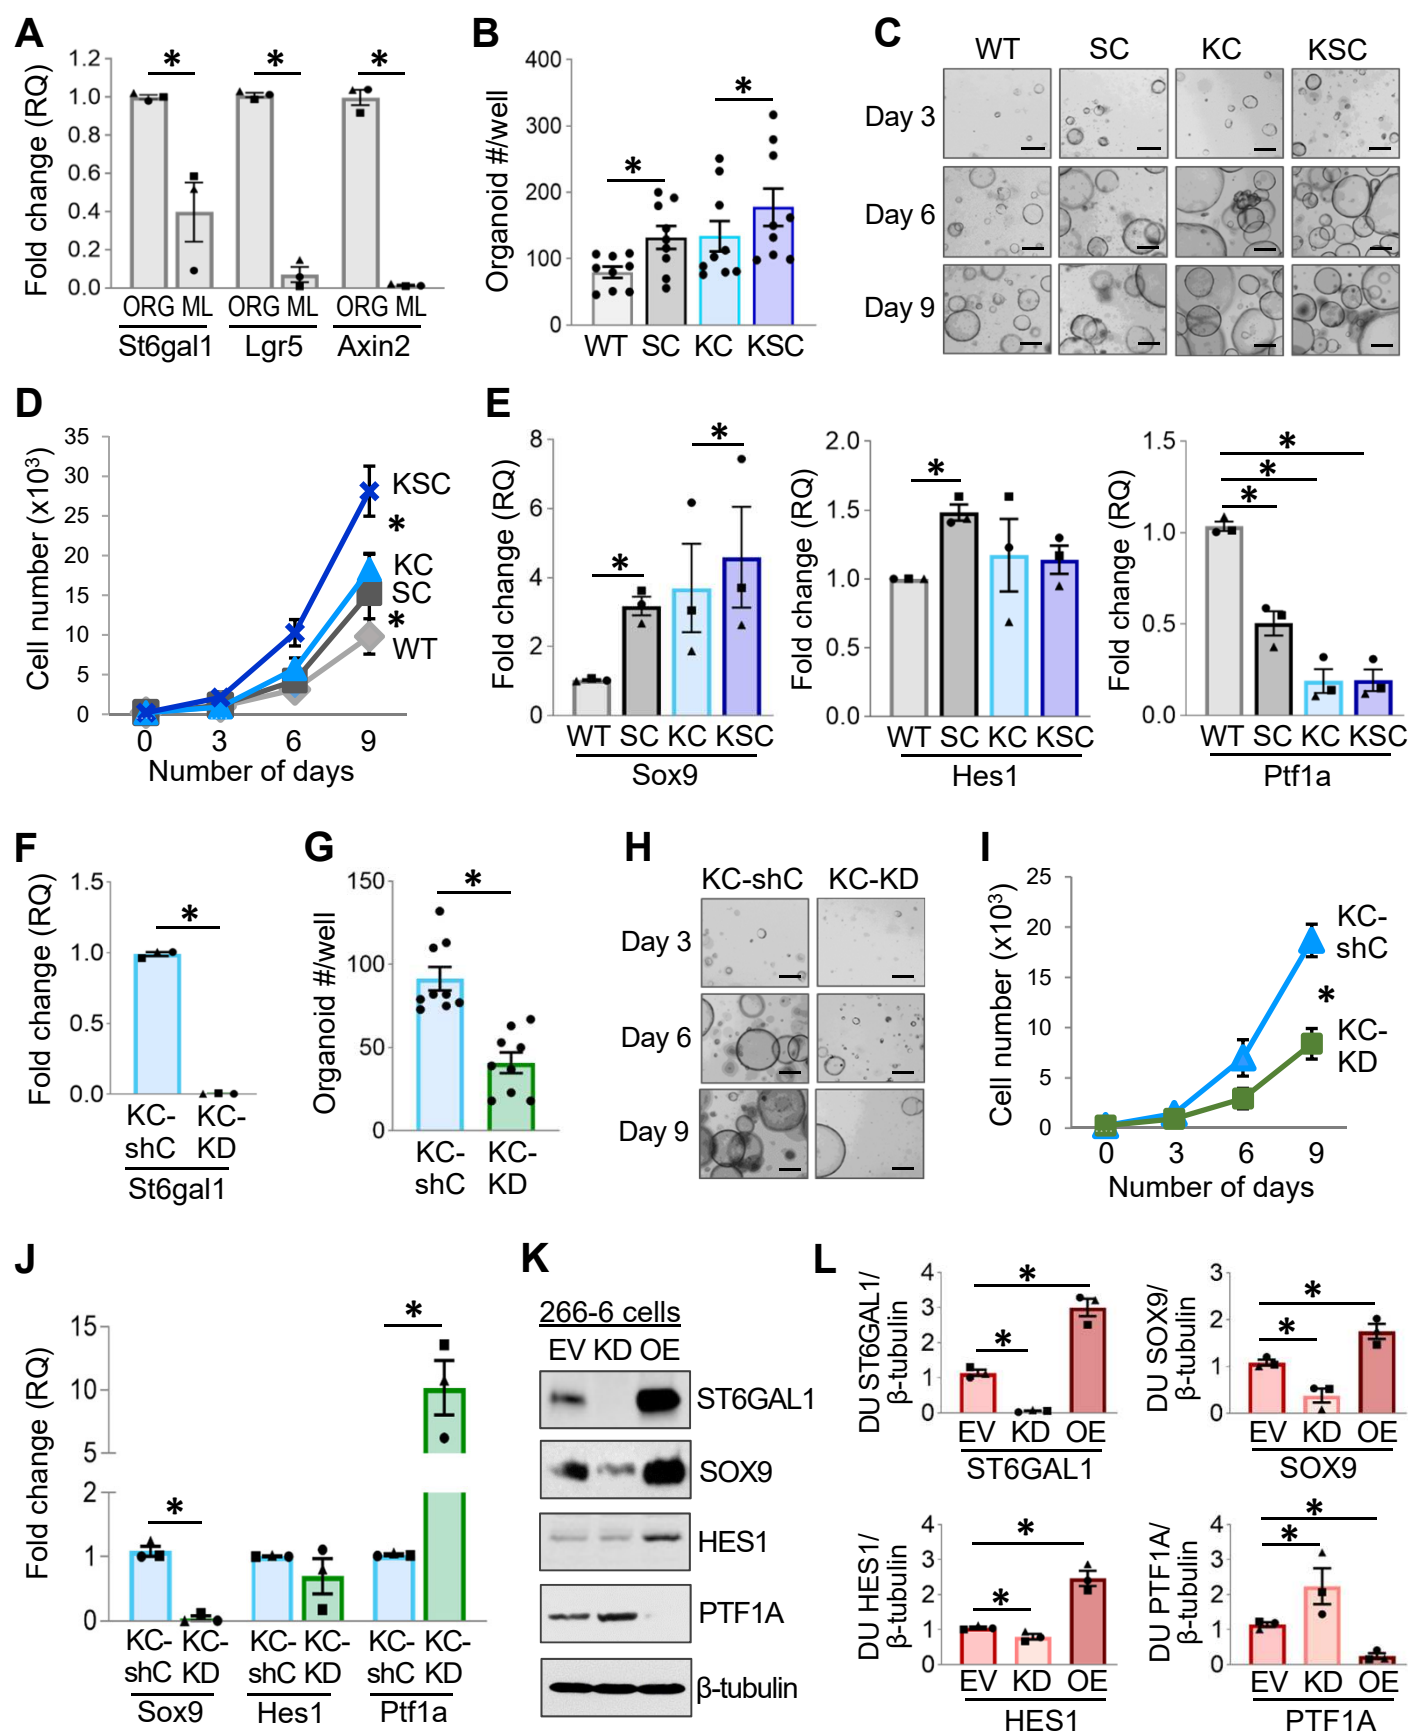 A
Fold change (RQ)
1.2
1.0
0.8
0.6
0.4
0.2
0.0
* * *
ORG ML ORG ML ORG ML
St6gal1 Lgr5 Axin2
B
Organoid #/well
400
300
200
100
0
* *
WT SC KC KSC
C
WT SC KC KSC
Day 3
Day 6
Day 9
D
Cell number (x10³)
35
30
25
20
15
10
5
0
KSC
*
KC
SC
*
WT
0 3 6 9
Number of days
E
Fold change (RQ)
8
6
4
2
0
* *
WT SC KC KSC
Sox9
Fold change (RQ)
2.0
1.5
1.0
0.5
0.0
*
WT SC KC KSC
Hes1
Fold change (RQ)
1.5
1.0
0.5
0.0
*
*
*
WT SC KC KSC
Ptf1a
F
Fold change (RQ)
1.5
1.0
0.5
0.0
*
KC- KC-
shC KD
St6gal1
G
Organoid #/well
150
100
50
0
*
KC- KC-
shC KD
H
KC-shC KC-KD
Day 3
Day 6
Day 9
I
Cell number (x10³)
25
20
15
10
5
0
KC-
shC
*
KC-
KD
0 3 6 9
Number of days
J
Fold change (RQ)
15
10
5
2
1
0
* *
KC- KC- KC- KC- KC- KC-
shC KD shC KD shC KD
Sox9 Hes1 Ptf1a
K
266-6 cells
EV KD OE
ST6GAL1
SOX9
HES1
PTF1A
β-tubulin
L
DU ST6GAL1/
β-tubulin
4
3
2
1
0
*
*
EV KD OE
ST6GAL1
DU SOX9/
β-tubulin
3
2
1
0
*
*
EV KD OE
SOX9
DU HES1/
β-tubulin
4
3
2
1
0
*
*
EV KD OE
HES1
DU PTF1A/
β-tubulin
4
3
2
1
0
*
*
EV KD OE
PTF1A